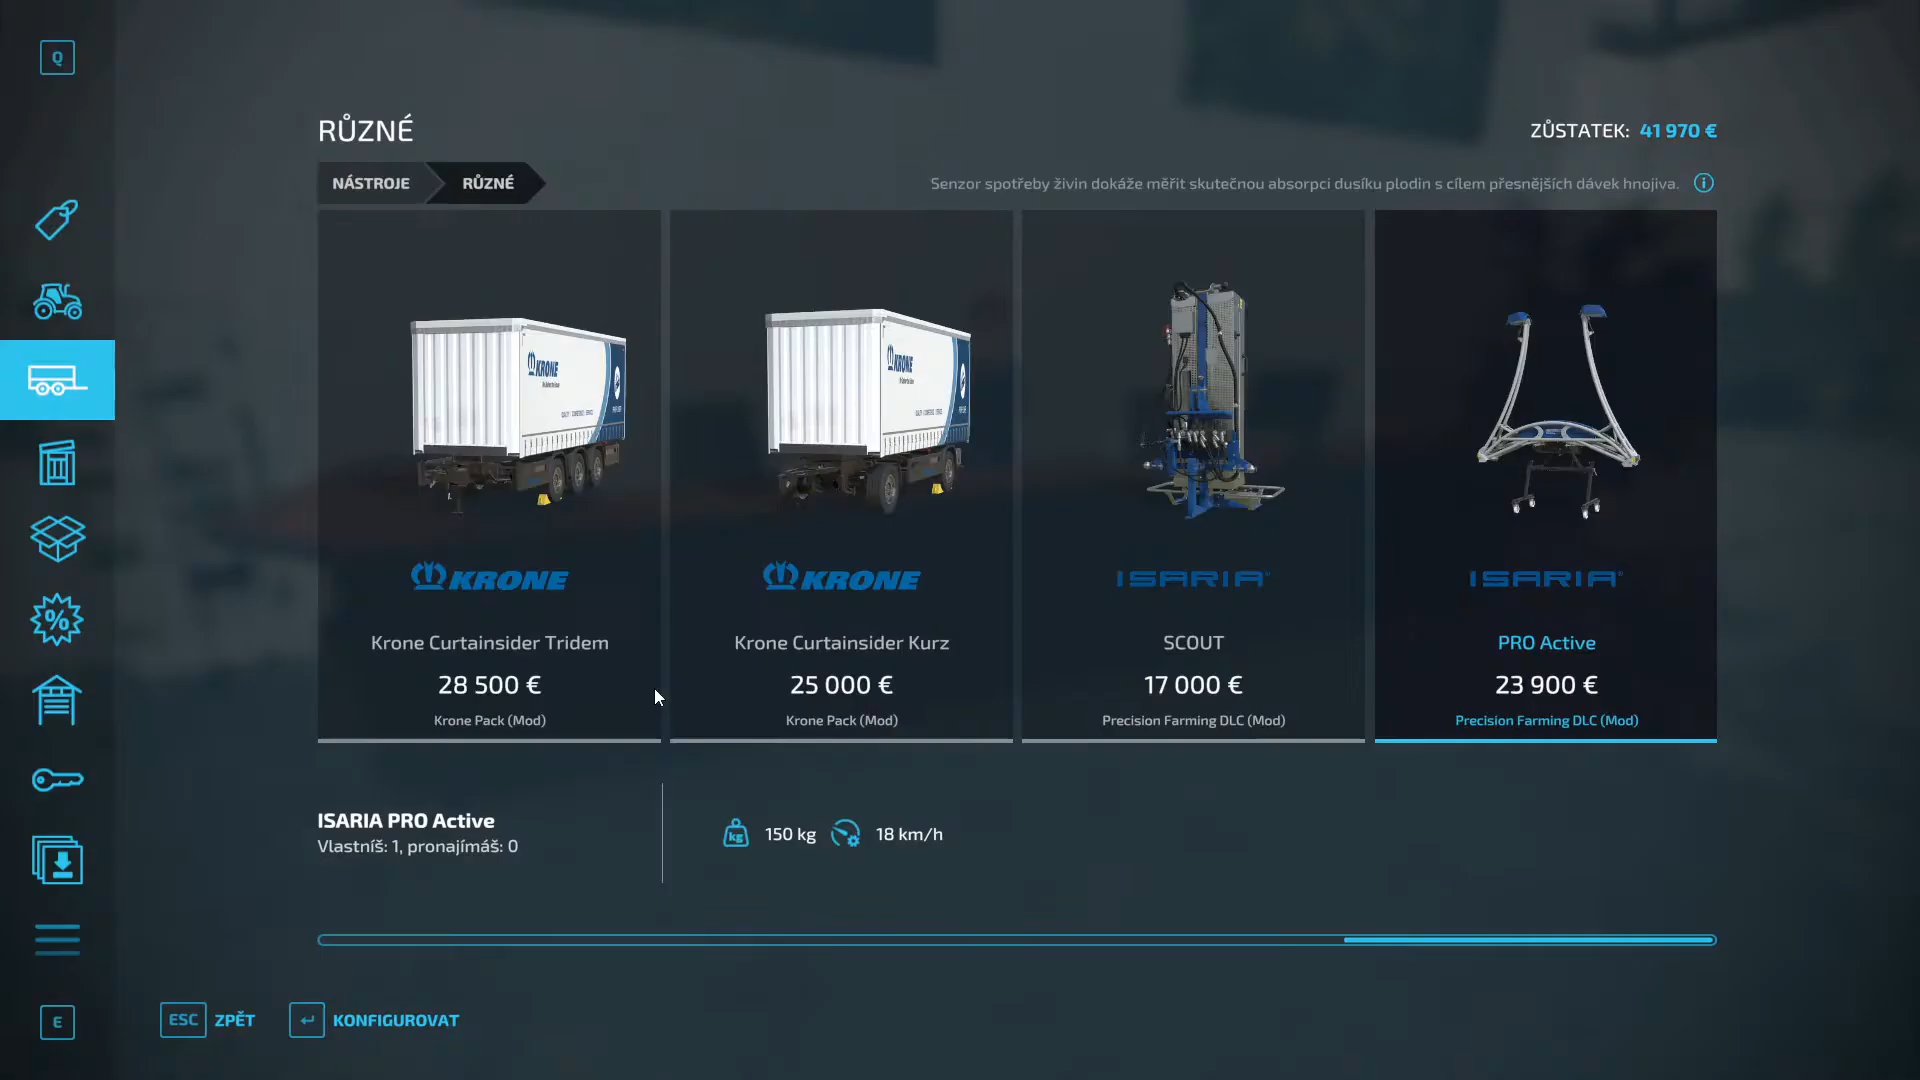 Q
RŮZNÉ
ZŮSTATEK: 41 970 €
NÁSTROJE
RŮZNÉ
Senzor spotřeby živin dokáže měřit skutečnou absorpci dusíku plodin s cílem přesnějších dávek hnojiva.
KRONE
KRONE
KRONE
KRONE
ISARIA
ISARIA
Krone Curtainsider Tridem
Krone Curtainsider Kurz
SCOUT
PRO Active
28 500 €
25 000 €
17 000 €
23 900 €
Krone Pack (Mod)
Krone Pack (Mod)
Precision Farming DLC (Mod)
Precision Farming DLC (Mod)
ISARIA PRO Active
Vlastníš: 1, pronajímáš: 0
kg
150 kg
18 km/h
E
ESC ZPĚT
KONFIGUROVAT